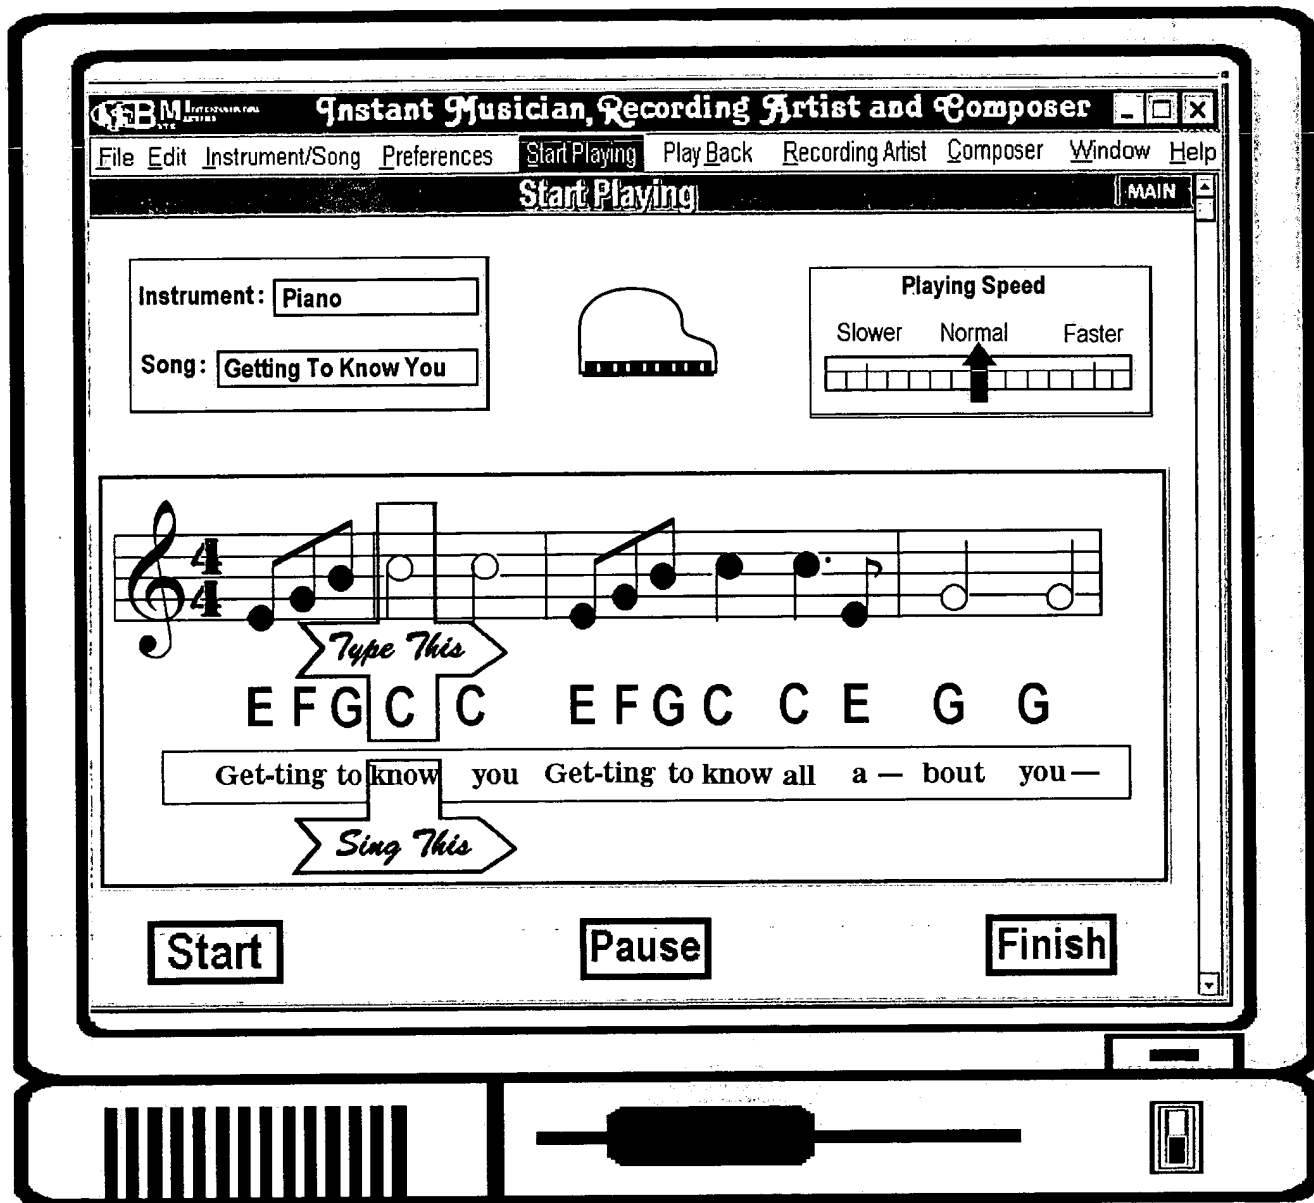 Instant Musician, Recording Artist and Composer
File Edit Instrument/Song Preferences Start Playing Play Back Recording Artist Composer Window Help
Start Playing MAIN
Instrument: Piano
Song: Getting To Know You
Playing Speed
Slower Normal Faster
4
4
Type This
E F G C C E F G C C E G G
Get-ting to know you Get-ting to know all a — bout you —
Sing This
Start Pause Finish